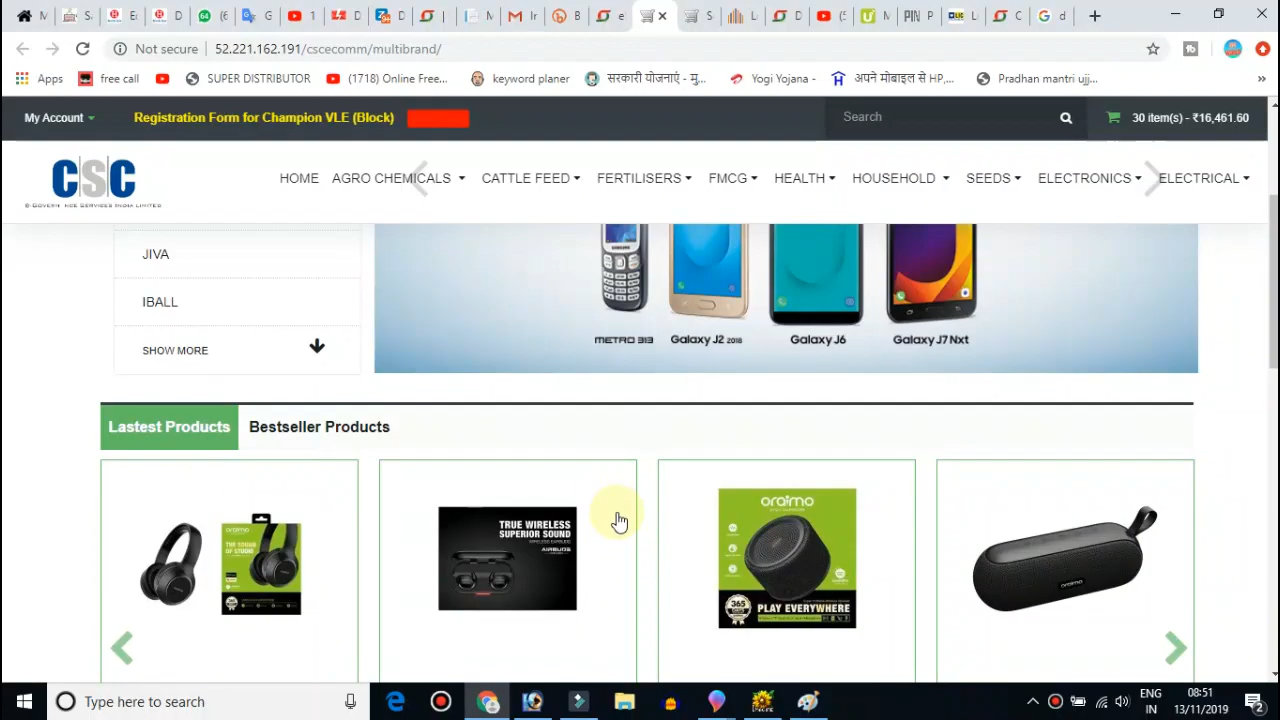 Not secure 52.221.162.191/cscecomm/multibrand/
Apps free call SUPER DISTRIBUTOR (1718) Online Free... keyword planer सरकारी योजनाएं - मु... Yogi Yojana - अपने मोबाइल से HP,... Pradhan mantri ujj... »
My Account Registration Form for Champion VLE (Block) Search 30 item(s) - ₹16,461.60
CSC
HOME AGRO CHEMICALS CATTLE FEED FERTILISERS FMCG HEALTH HOUSEHOLD SEEDS ELECTRONICS ELECTRICAL
JIVA
IBALL
SHOW MORE
METRO 313 Galaxy J2 2018 Galaxy J6 Galaxy J7 Nxt
Lastest Products Bestseller Products
TRUE WIRELESS
SUPERIOR SOUND
AIRBUDS
oraimo
365
PLAY EVERYWHERE
oraimo
Type here to search
ENG
IN
08:51
13/11/2019